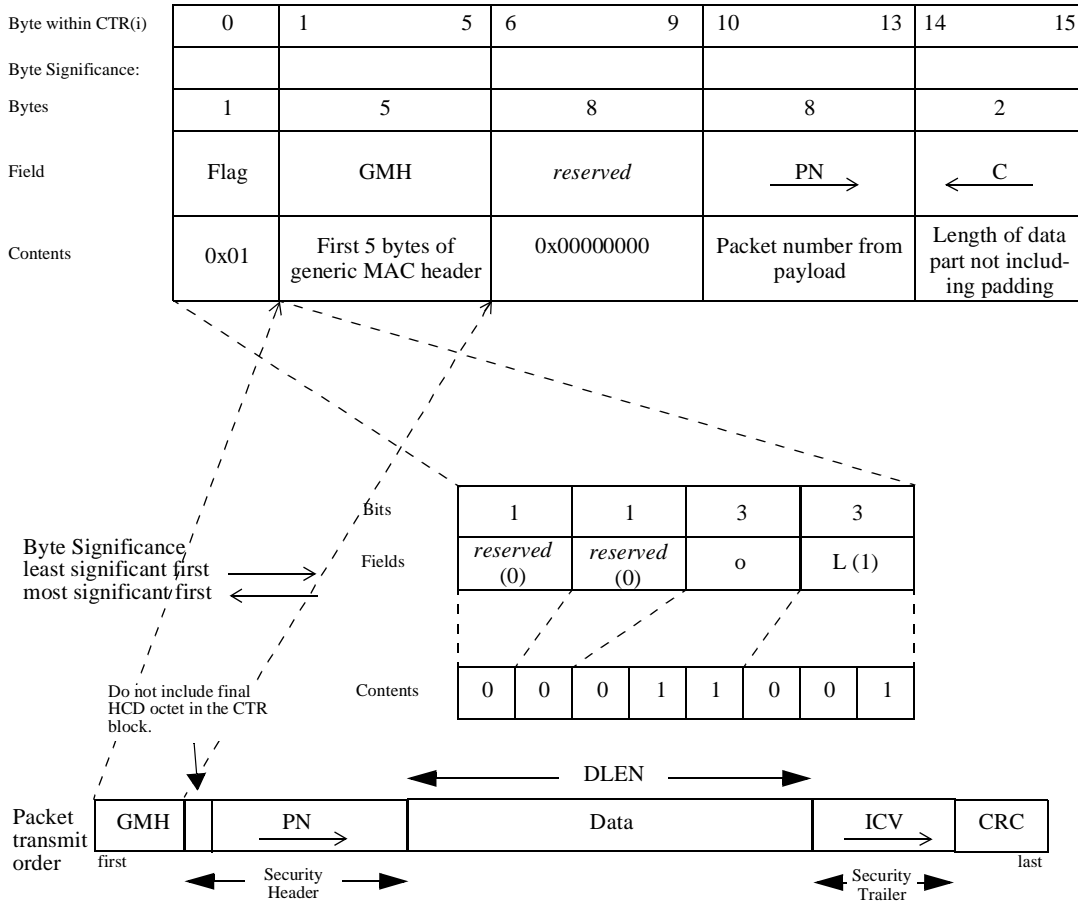 Byte within CTR(i) 0 1 5 6 9 10 13 14 15
Byte Significance:
Bytes 1 5 8 8 2
Field Flag GMH reserved PN C
Contents 0x01 First 5 bytes of generic MAC header 0x00000000 Packet number from payload Length of data part not includ-ing padding
Bits 1 1 3 3
Fields reserved (0) reserved (0) o L (1)
Byte Significance
least significant first
most significant first
Contents 0 0 0 1 1 0 0 1
Do not include final
HCD octet in the CTR
block.
DLEN
Packet
transmit
order
GMH PN Data ICV CRC
first last
Security
Header
Security
Trailer